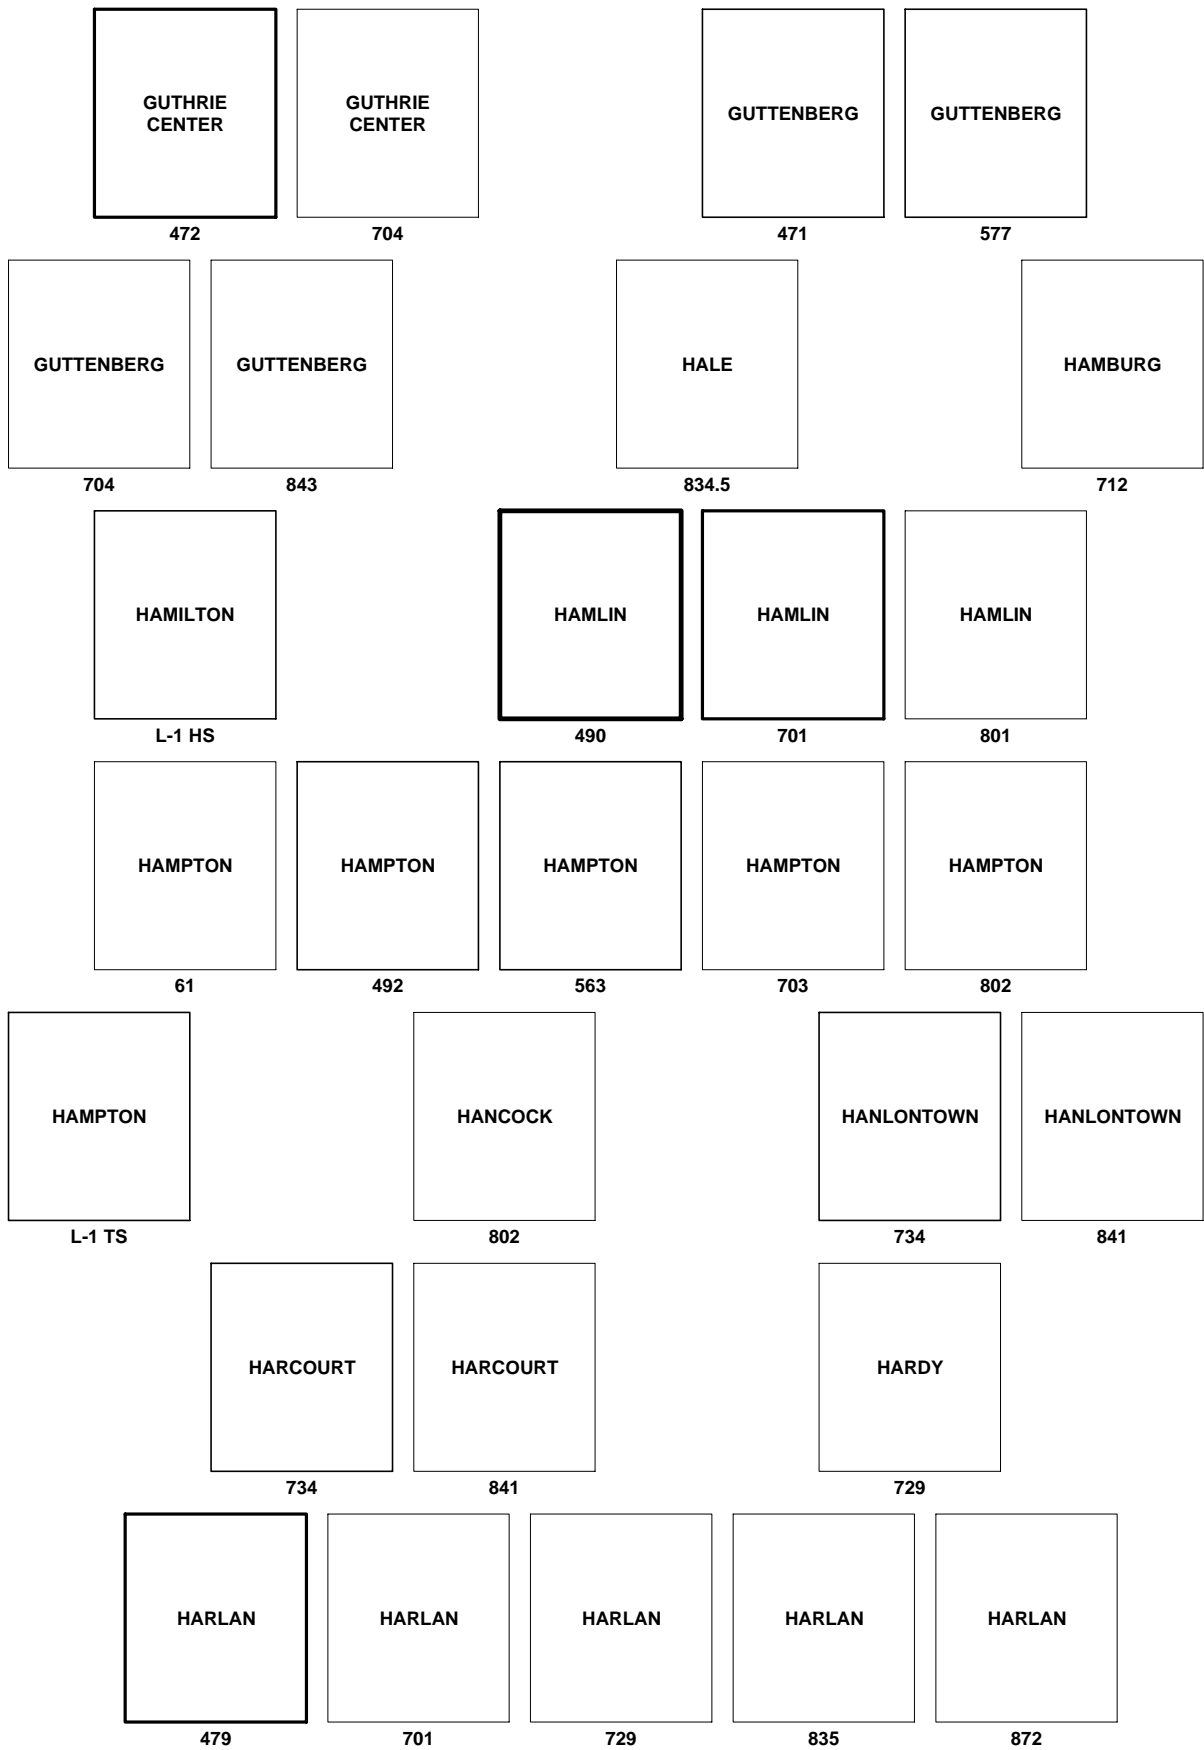 GUTHRIE
CENTER
GUTHRIE
CENTER
GUTTENBERG
GUTTENBERG
472
704
471
577
GUTTENBERG
GUTTENBERG
HALE
HAMBURG
704
843
834.5
712
HAMILTON
HAMLIN
HAMLIN
HAMLIN
L-1 HS
490
701
801
HAMPTON
HAMPTON
HAMPTON
HAMPTON
HAMPTON
61
492
563
703
802
HAMPTON
HANCOCK
HANLONTOWN
HANLONTOWN
L-1 TS
802
734
841
HARCOURT
HARCOURT
HARDY
734
841
729
HARLAN
HARLAN
HARLAN
HARLAN
HARLAN
479
701
729
835
872